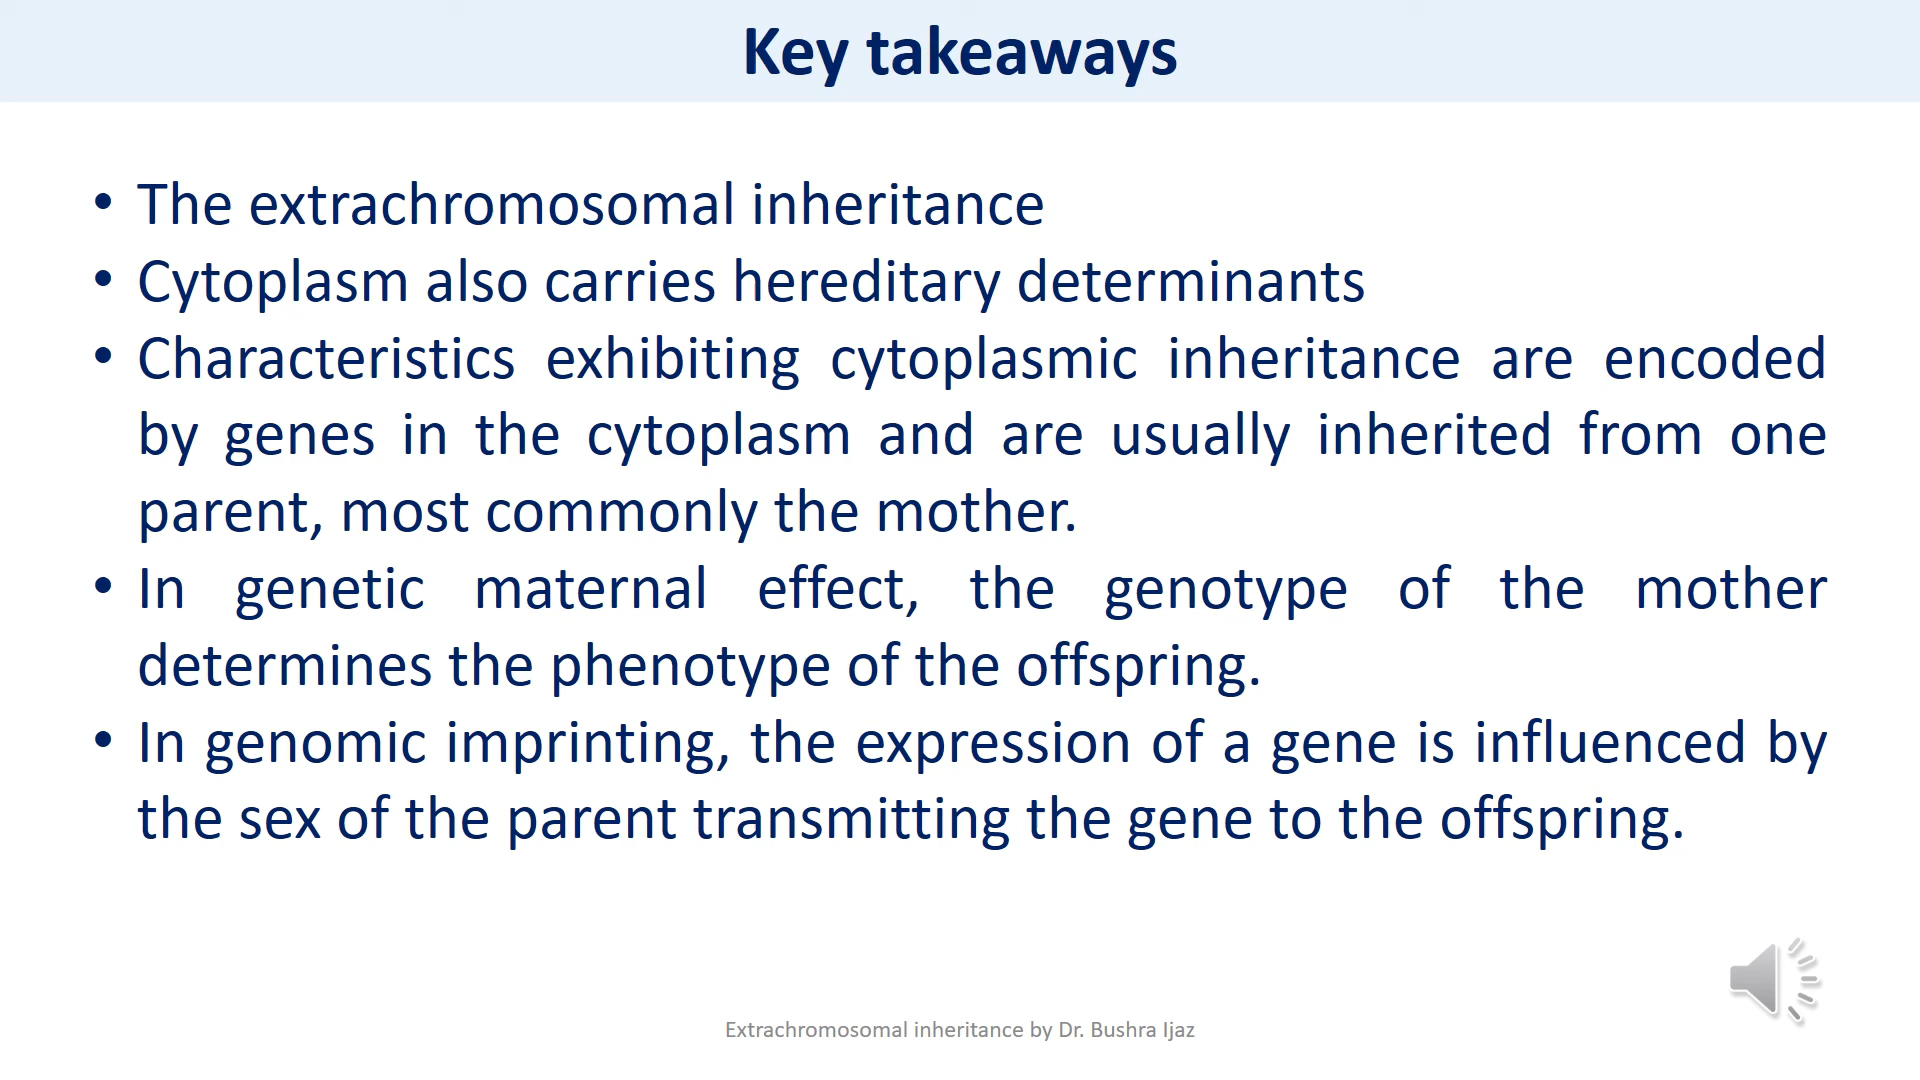 Key takeaways
• The extrachromosomal inheritance
• Cytoplasm also carries hereditary determinants
• Characteristics exhibiting cytoplasmic inheritance are encoded
by genes in the cytoplasm and are usually inherited from one
parent, most commonly the mother.
• In genetic maternal effect, the genotype of the mother
determines the phenotype of the offspring.
• In genomic imprinting, the expression of a gene is influenced by
the sex of the parent transmitting the gene to the offspring.
Extrachromosomal inheritance by Dr. Bushra Ijaz